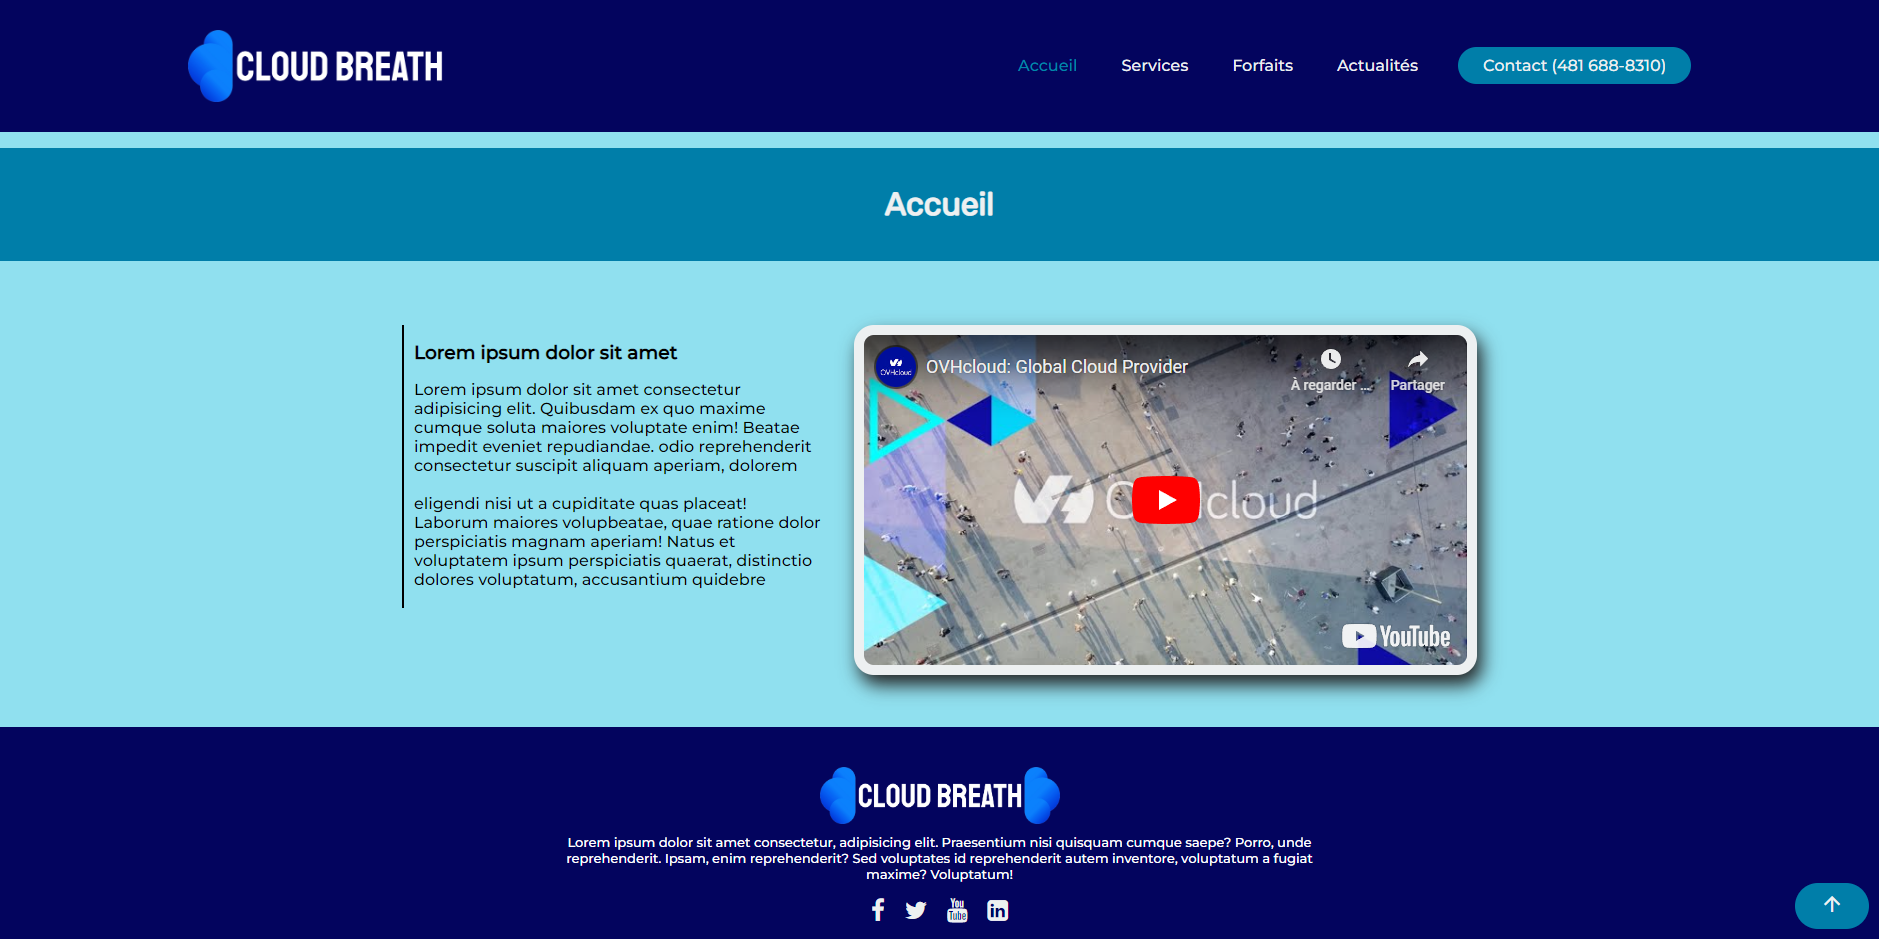 CLOUD BREATH
Accueil
Services
Forfaits
Actualités
Contact (481 688-8310)
Accueil
Lorem ipsum dolor sit amet
Lorem ipsum dolor sit amet consectetur
adipisicing elit. Quibusdam ex quo maxime
cumque soluta maiores voluptate enim! Beatae
impedit eveniet repudiandae. odio reprehenderit
consectetur suscipit aliquam aperiam, dolorem
eligendi nisi ut a cupiditate quas placeat!
Laborum maiores volupbeatae, quae ratione dolor
perspiciatis magnam aperiam! Natus et
voluptatem ipsum perspiciatis quaerat, distinctio
dolores voluptatum, accusantium quidebre
OVHcloud
OVHcloud: Global Cloud Provider
À regarder ...
Partager
cloud
YouTube
CLOUD BREATH
Lorem ipsum dolor sit amet consectetur, adipisicing elit. Praesentium nisi quisquam cumque saepe? Porro, unde
reprehenderit. Ipsam, enim reprehenderit? Sed voluptates id reprehenderit autem inventore, voluptatum a fugiat
maxime? Voluptatum!
You
Tube
in